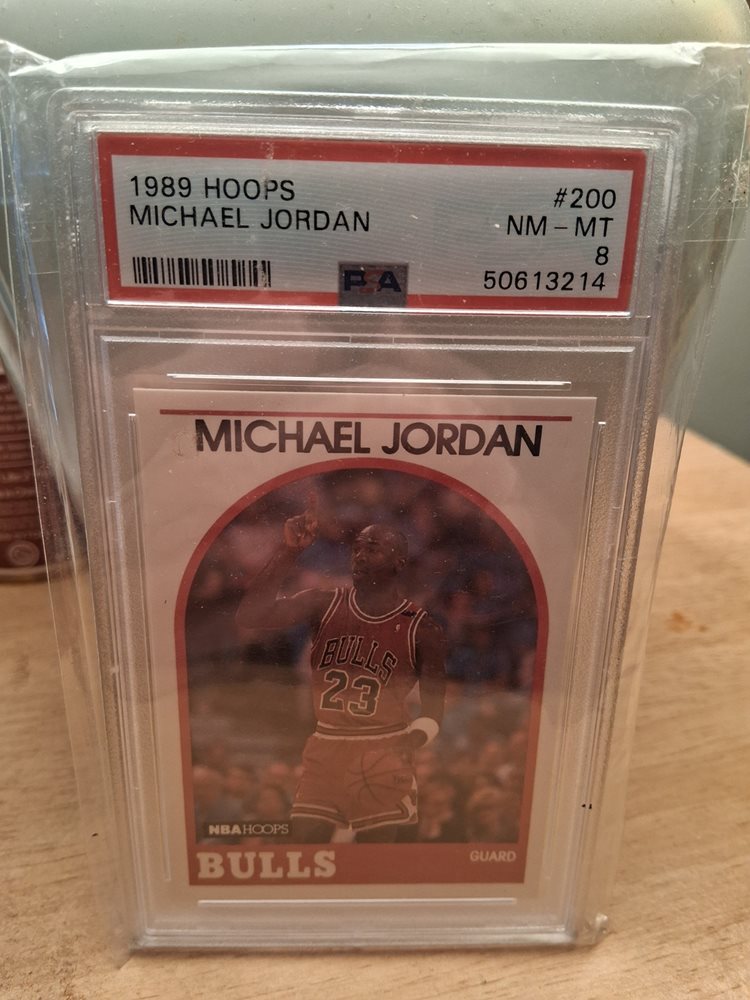 1989 HOOPS #200
MICHAEL JORDAN NM - MT
8
PSA 50613214
MICHAEL JORDAN
BULLS
23
NBA HOOPS
BULLS GUARD